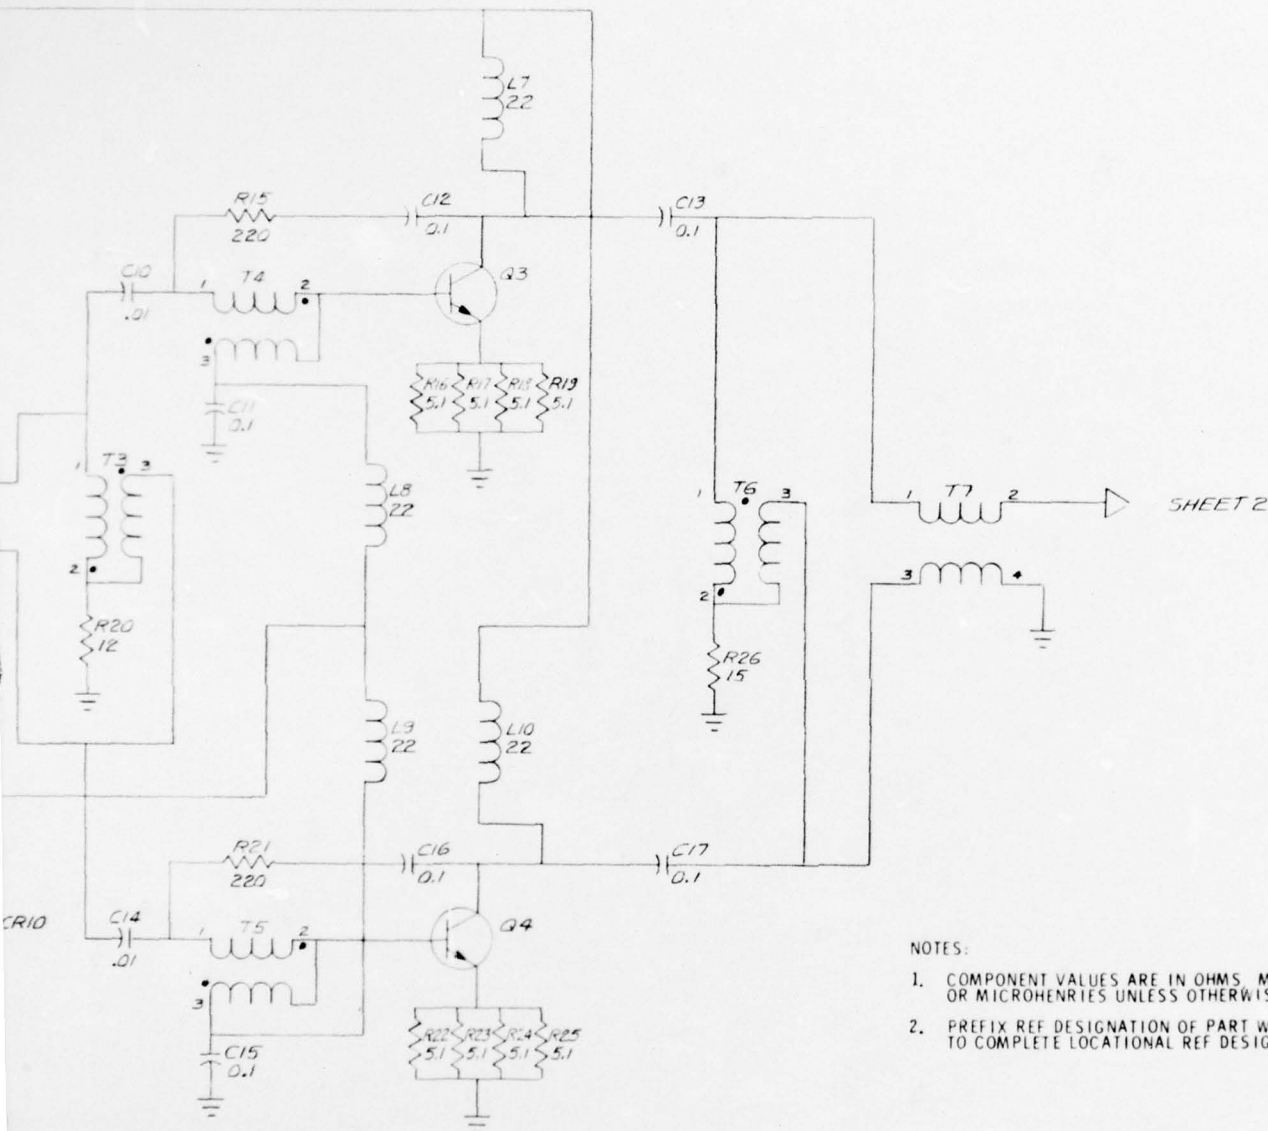 L7
22
R15
220
C12
0.1
C13
0.1
C10
.01
1 T4 2
3
Q3
R16 R17 R18 R19
5.1 5.1 5.1 5.1
C11
0.1
1 T3 3
2
L8
22
R20
12
1 T6 3
2
R26
15
1 T7 2
3 4
SHEET 2
L9
22
L10
22
R21
220
C16
0.1
C17
0.1
CR10
C14
.01
1 T5 2
3
Q4
R22 R23 R24 R25
5.1 5.1 5.1 5.1
C15
0.1
NOTES:
1. COMPONENT VALUES ARE IN OHMS, M
OR MICROHENRIES UNLESS OTHERWIS
2. PREFIX REF DESIGNATION OF PART W
TO COMPLETE LOCATIONAL REF DESIG